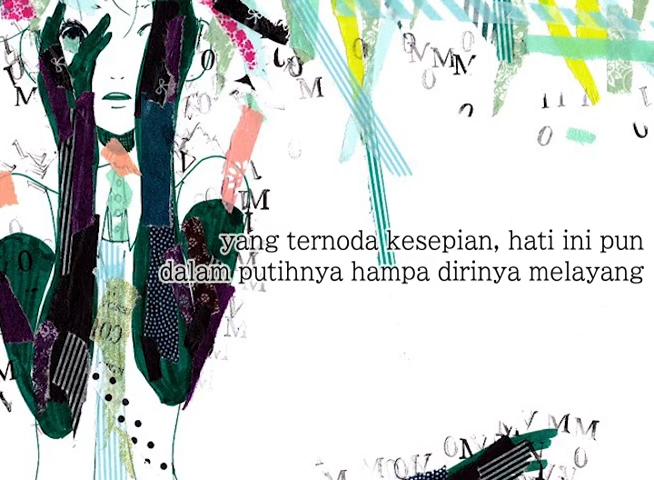 yang ternoda kesepian, hati ini pun
dalam putihnya hampa dirinya melayang